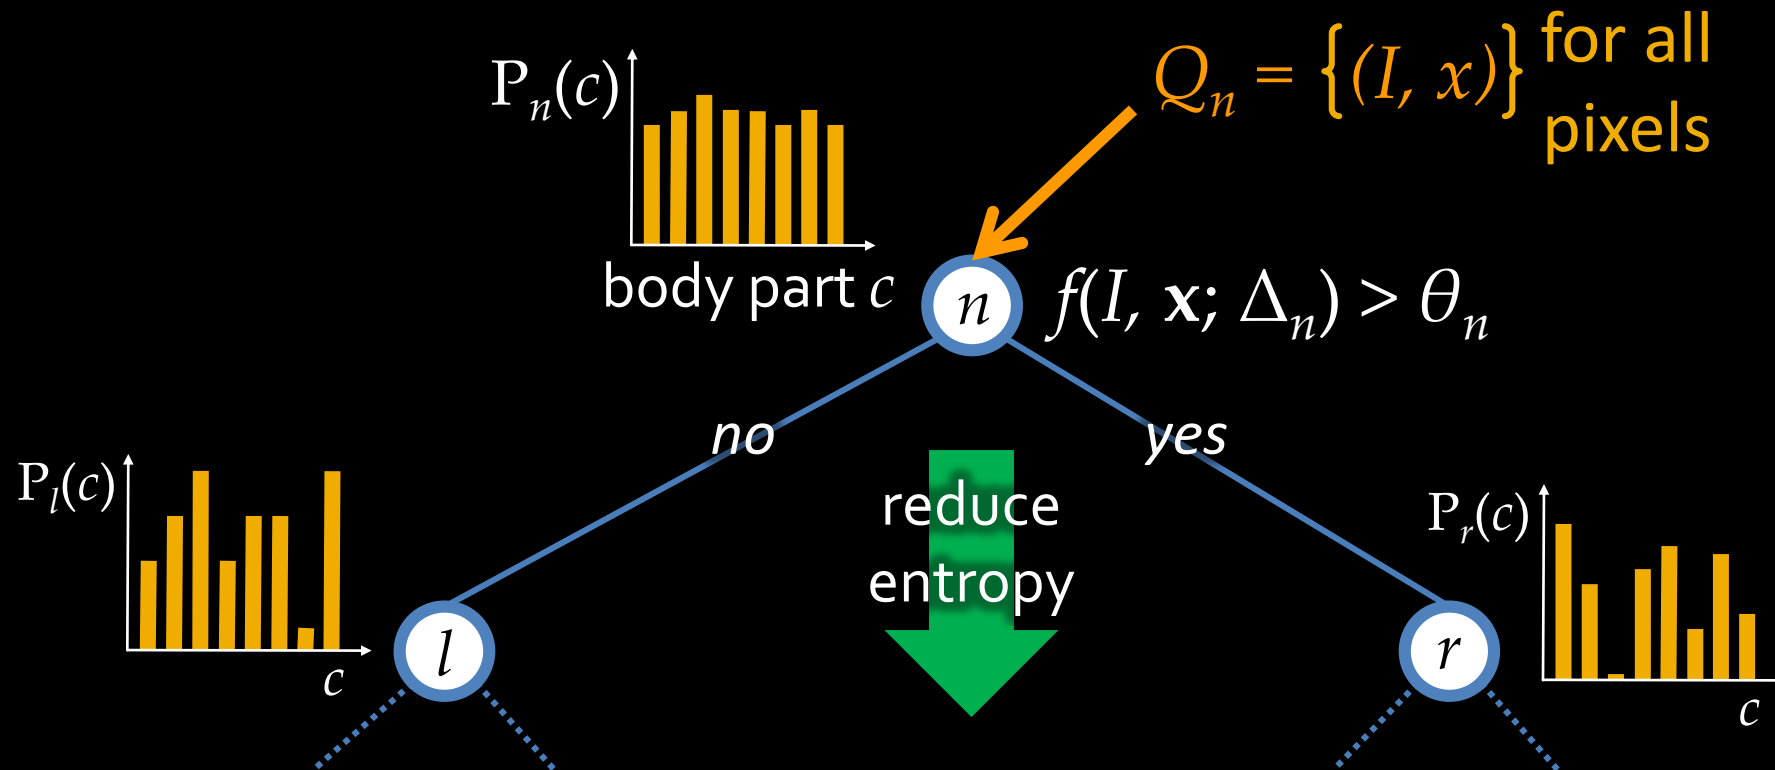 Pₙ(c)
body part c
Qₙ = {(I, x)} for all pixels
n
f(I, x; Δₙ) > θₙ
no
yes
reduce
entropy
Pₗ(c)
c
l
Pᵣ(c)
c
r